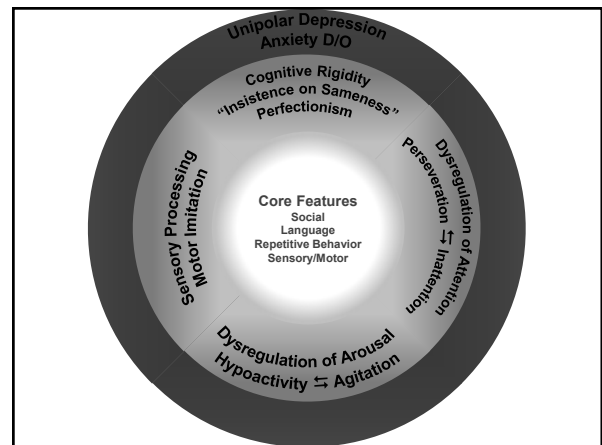 Unipolar Depression
Anxiety D/O
Cognitive Rigidity
“Insistence on Sameness”
Perfectionism
Sensory Processing
Motor Imitation
Core Features
Social
Language
Repetitive Behavior
Sensory/Motor
Dysregulation of Attention
Perseveration ⇆ Inattention
Dysregulation of Arousal
Hypoactivity ⇆ Agitation